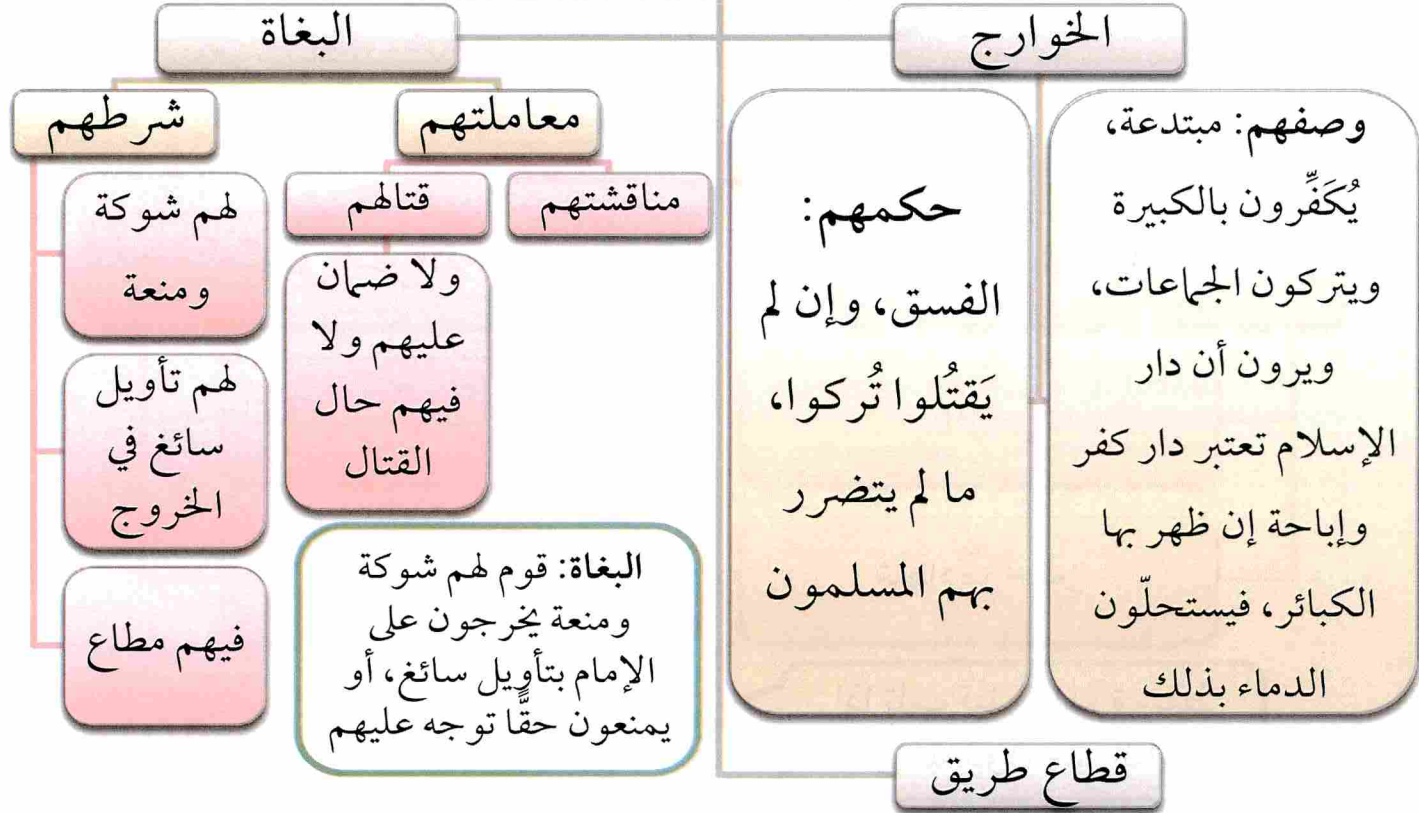 الخوارج
وصفهم: مبتدعة،
يُكَفِّرون بالكبيرة
ويتركون الجماعات،
ويرون أن دار
الإسلام تعتبر دار كفر
وإباحة إن ظهر بها
الكبائر، فيستحلّون
الدماء بذلك
حكمهم:
الفسق، وإن لم
يَقتُلوا تُركوا،
ما لم يتضرر
بهم المسلمون
البغاة
معاملتهم
مناقشتهم
قتالهم
ولا ضمان
عليهم ولا
فيهم حال
القتال
شرطهم
لهم شوكة
ومنعة
لهم تأويل
سائغ في
الخروج
فيهم مطاع
البغاة: قوم لهم شوكة
ومنعة يخرجون على
الإمام بتأويل سائغ، أو
يمنعون حقًّا توجه عليهم
قطاع طريق